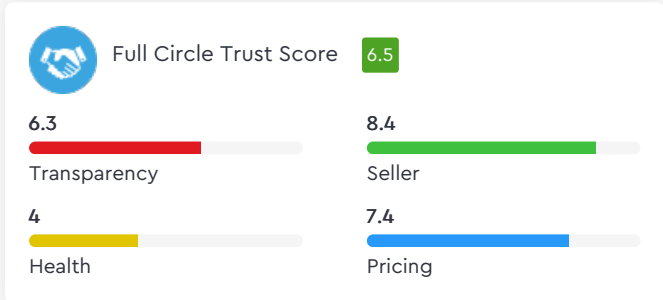 Full Circle Trust Score 6.5
6.3
Transparency
8.4
Seller
4
Health
7.4
Pricing